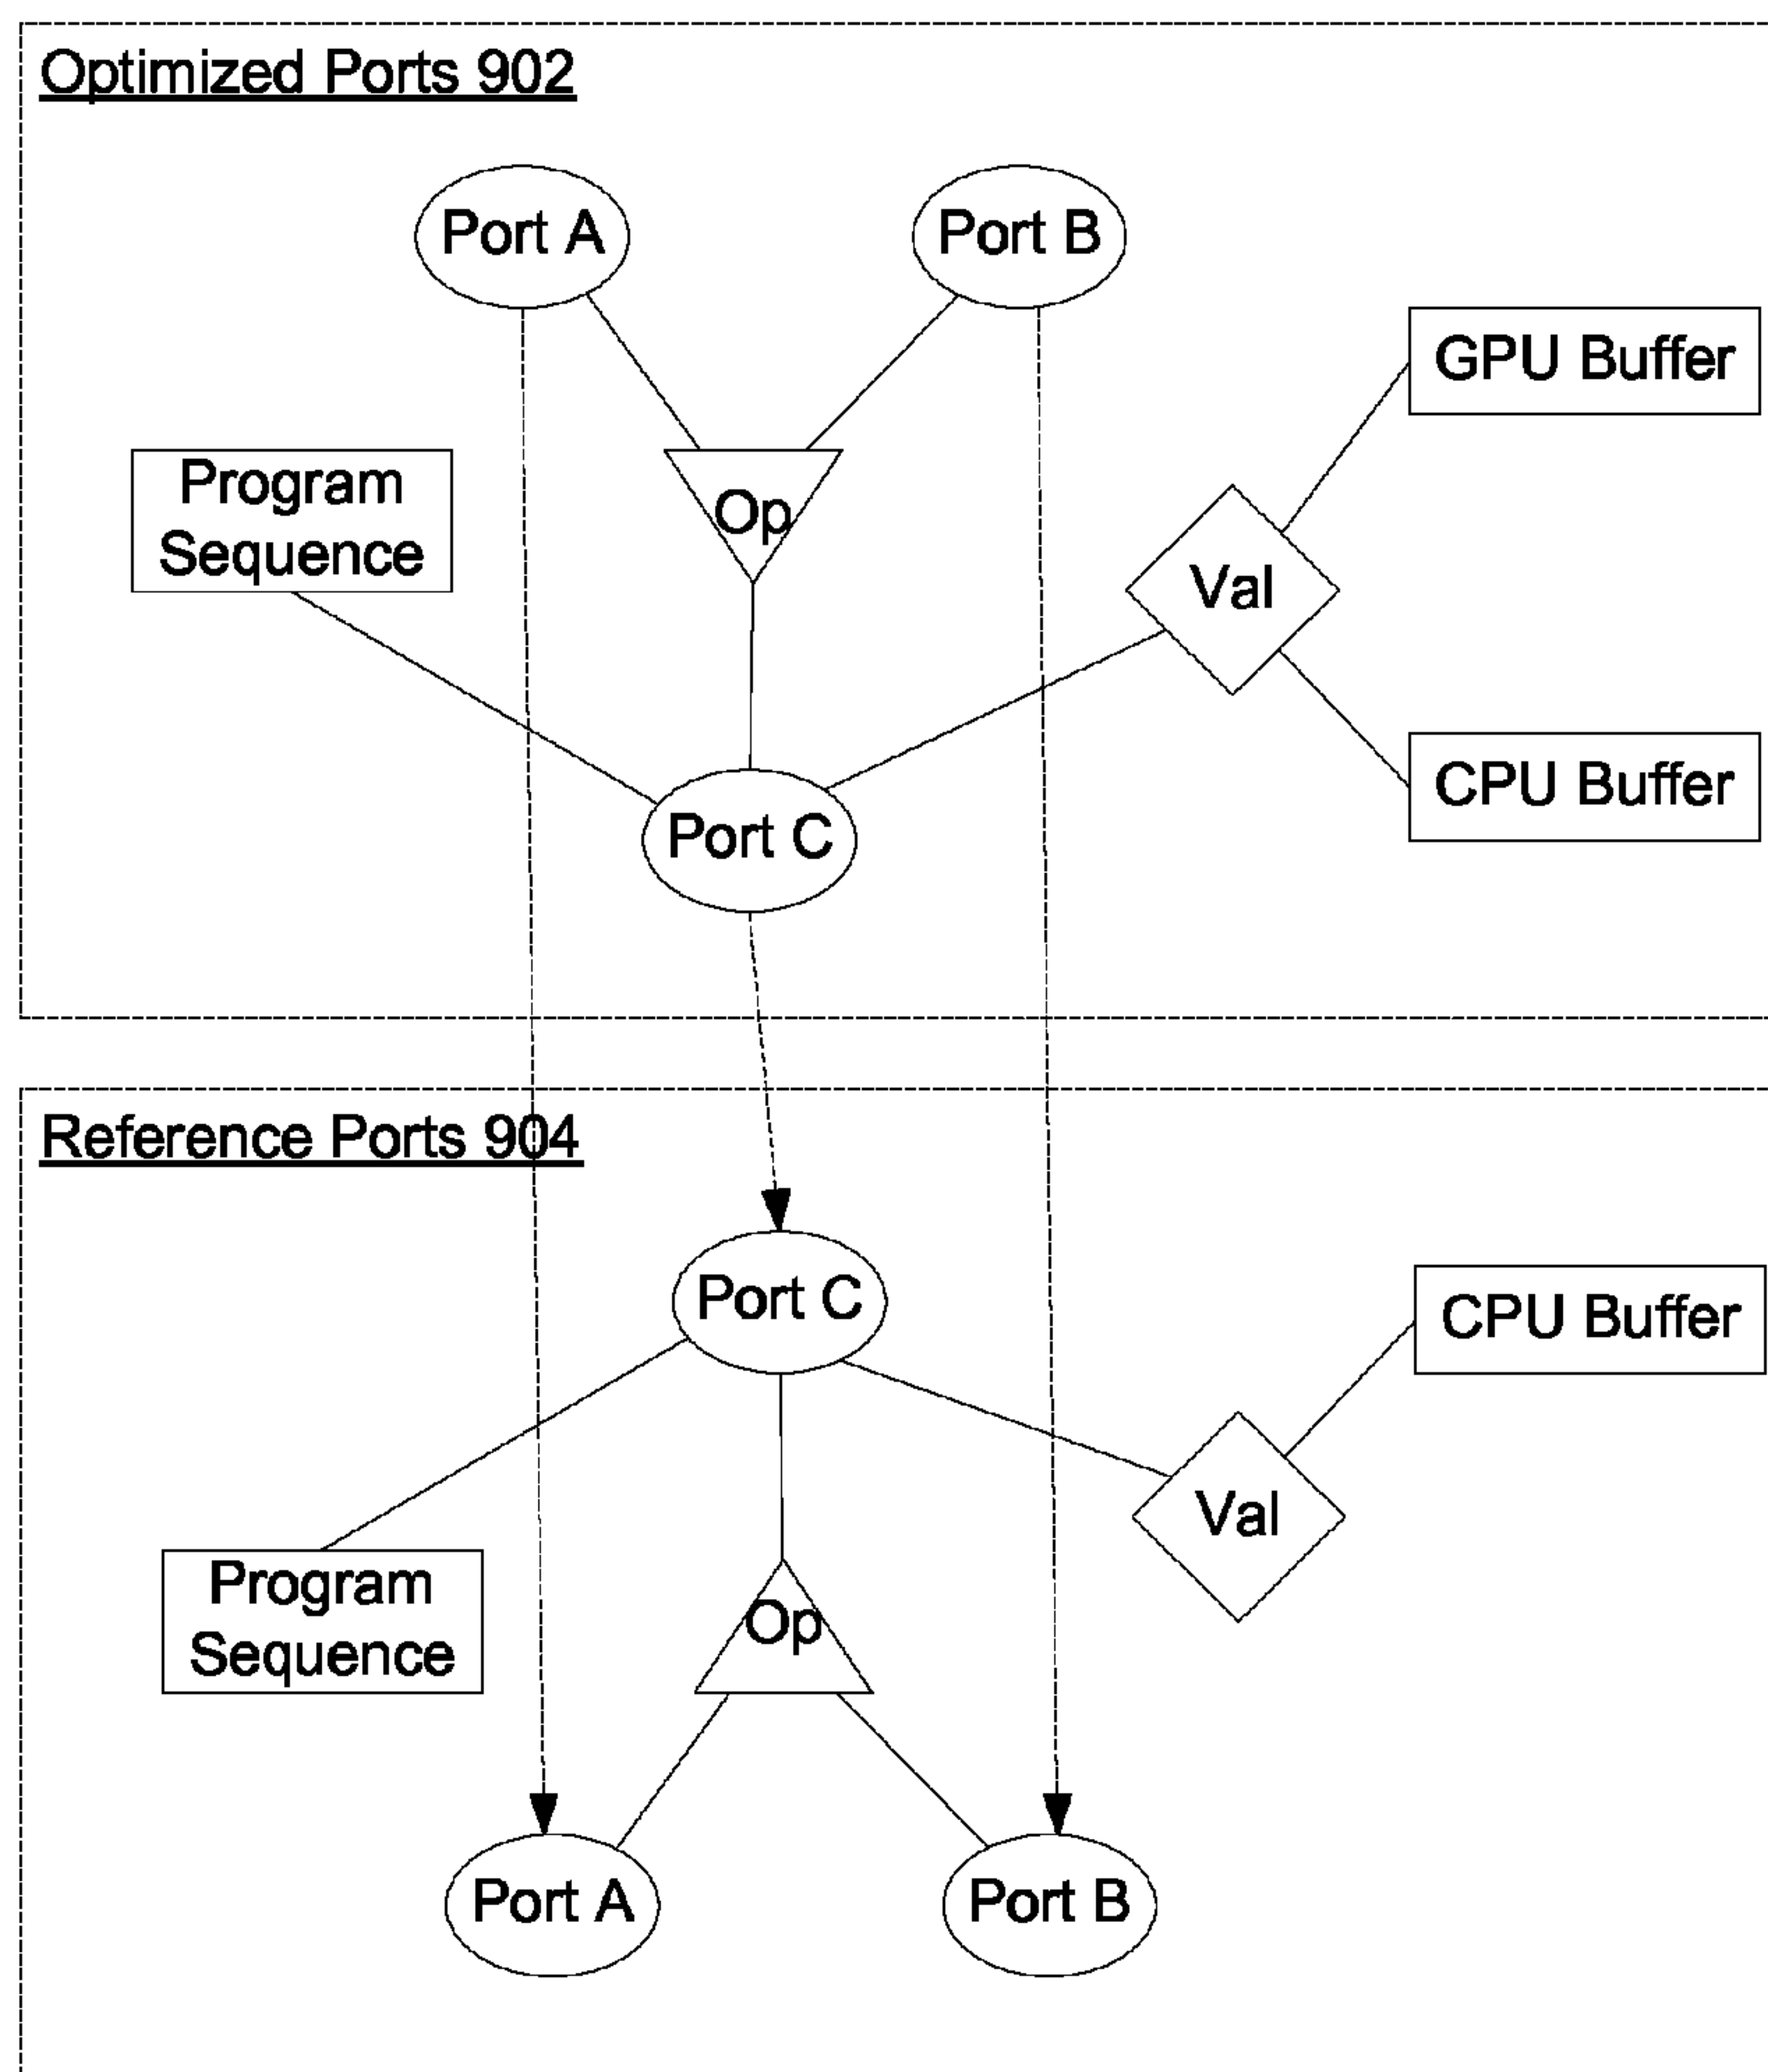 Optimized Ports 902
Port A
Port B
GPU Buffer
Program
Sequence
Op
Val
CPU Buffer
Port C
Reference Ports 904
Port C
CPU Buffer
Val
Program
Sequence
Op
Port A
Port B